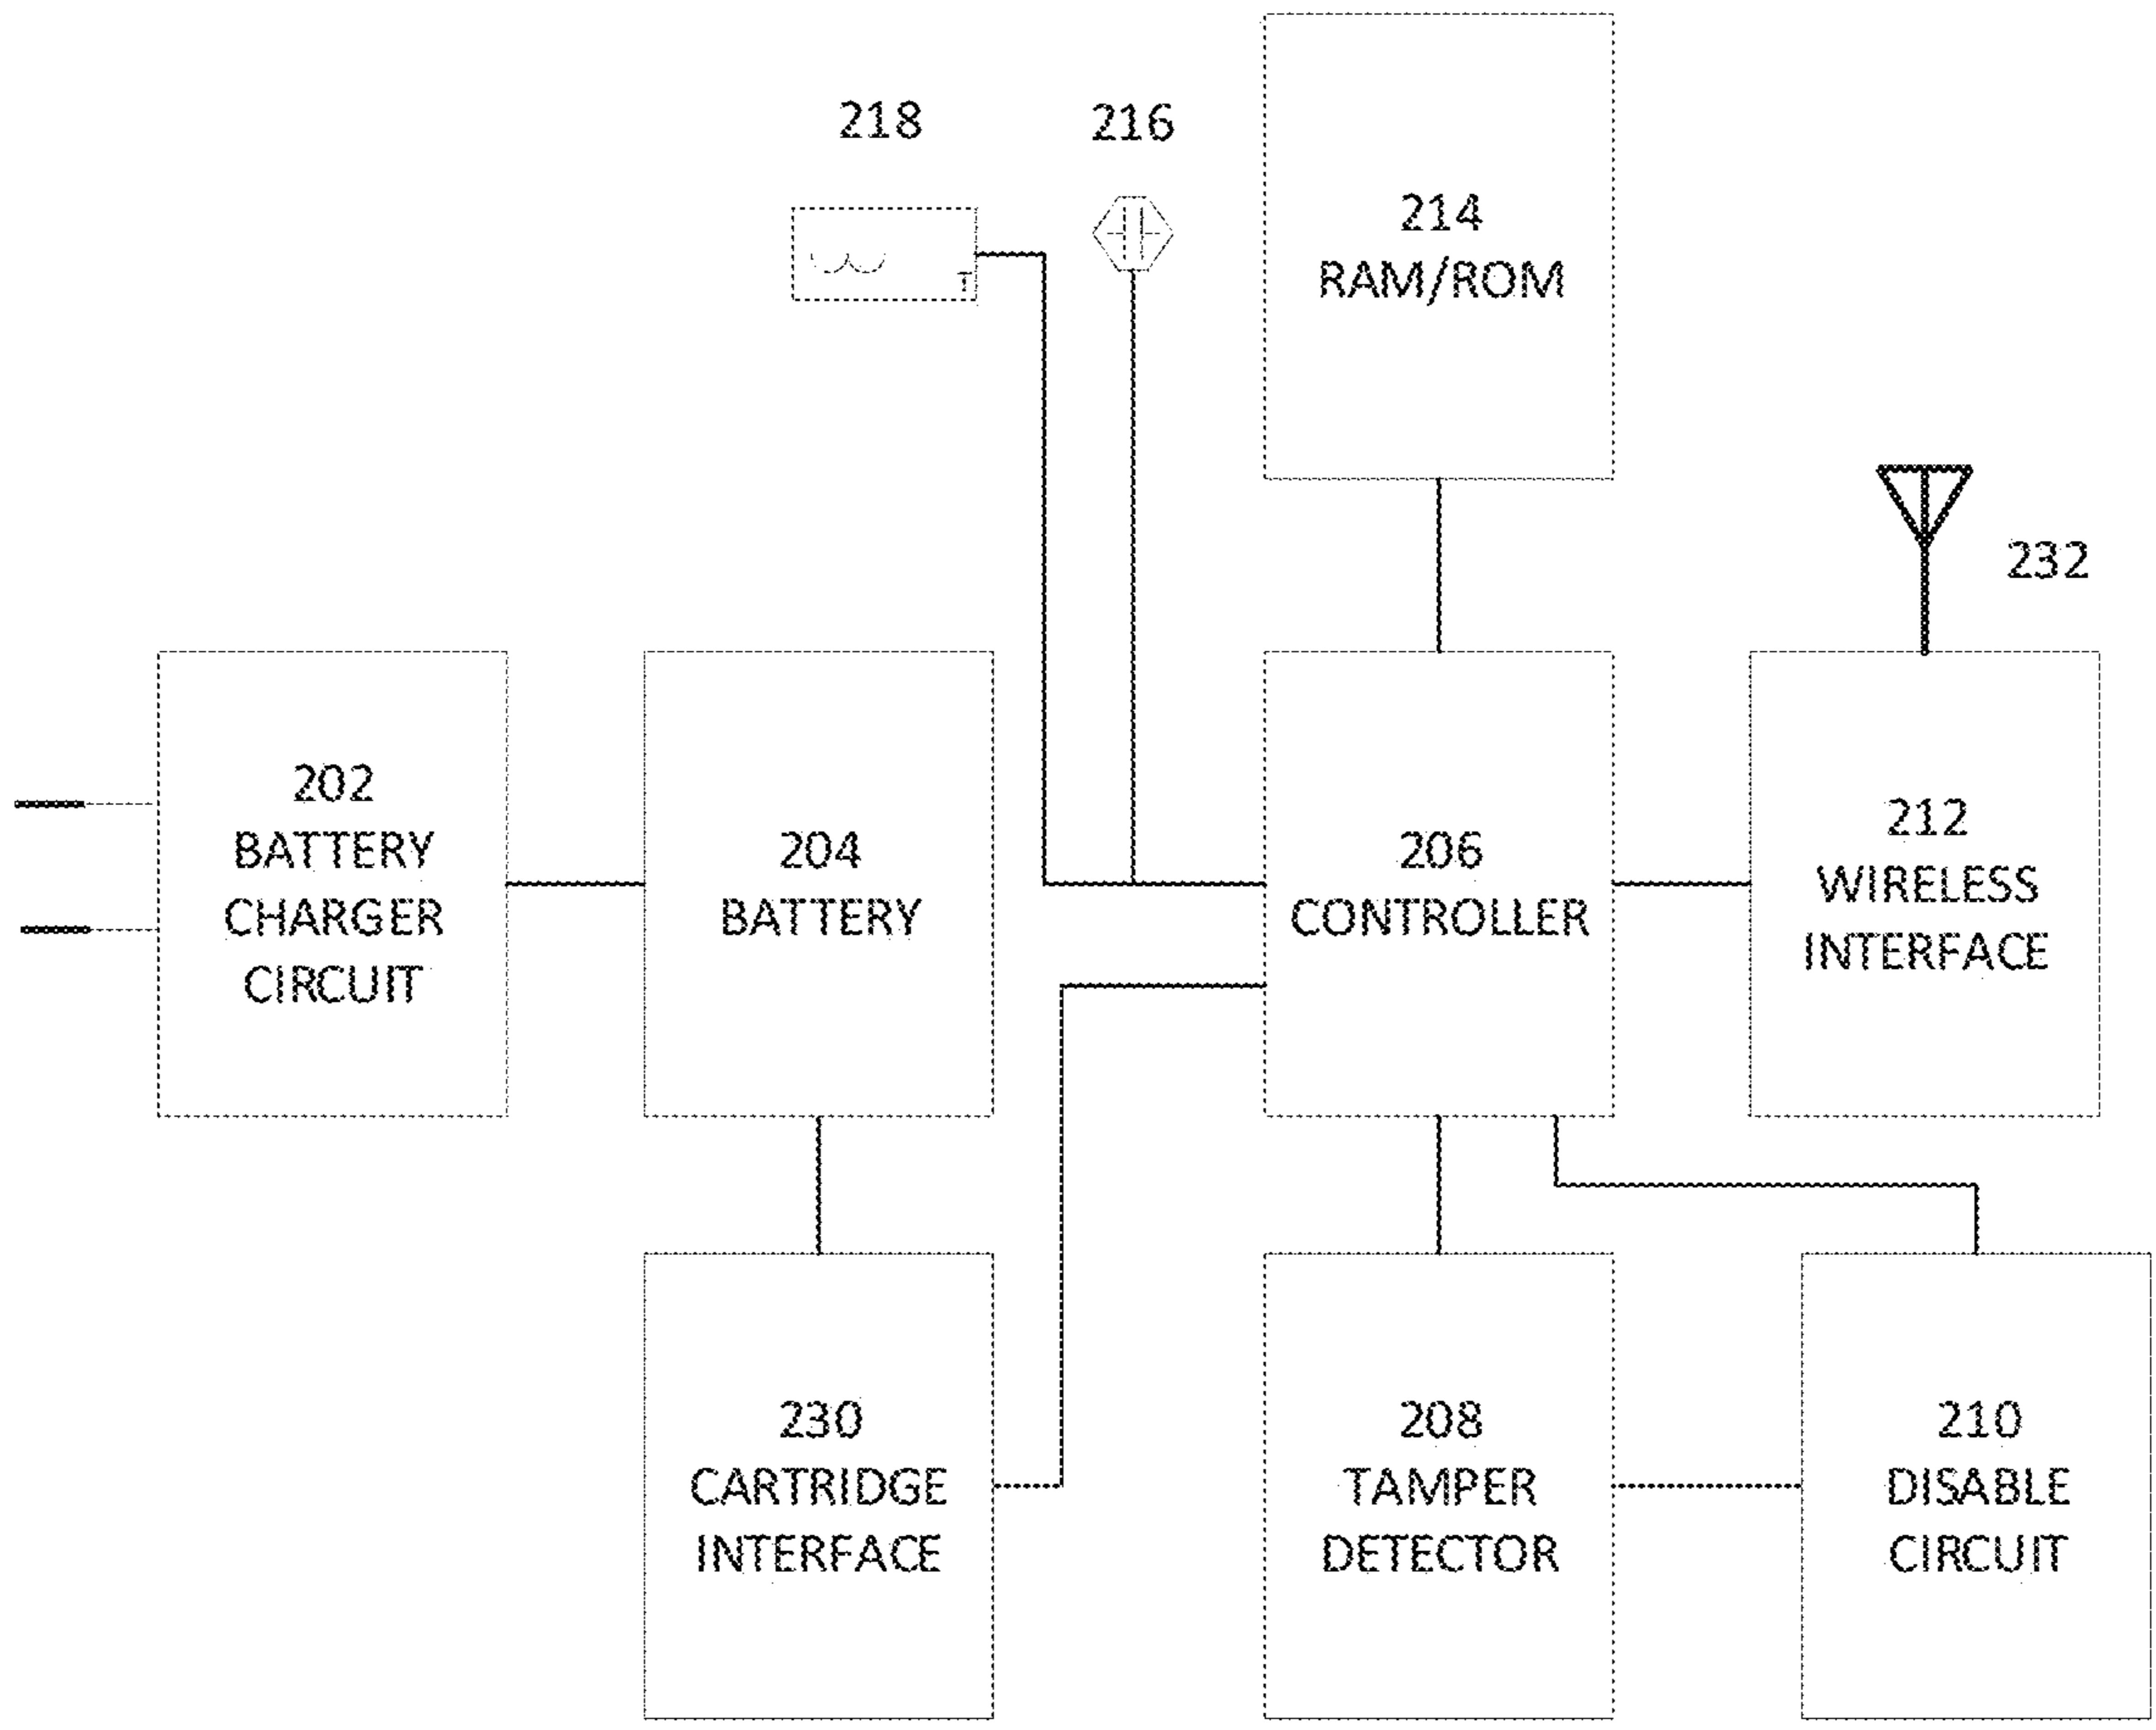 218
216
214
RAM/ROM
232
202
BATTERY
CHARGER
CIRCUIT
204
BATTERY
206
CONTROLLER
212
WIRELESS
INTERFACE
230
CARTRIDGE
INTERFACE
208
TAMPER
DETECTOR
210
DISABLE
CIRCUIT
T